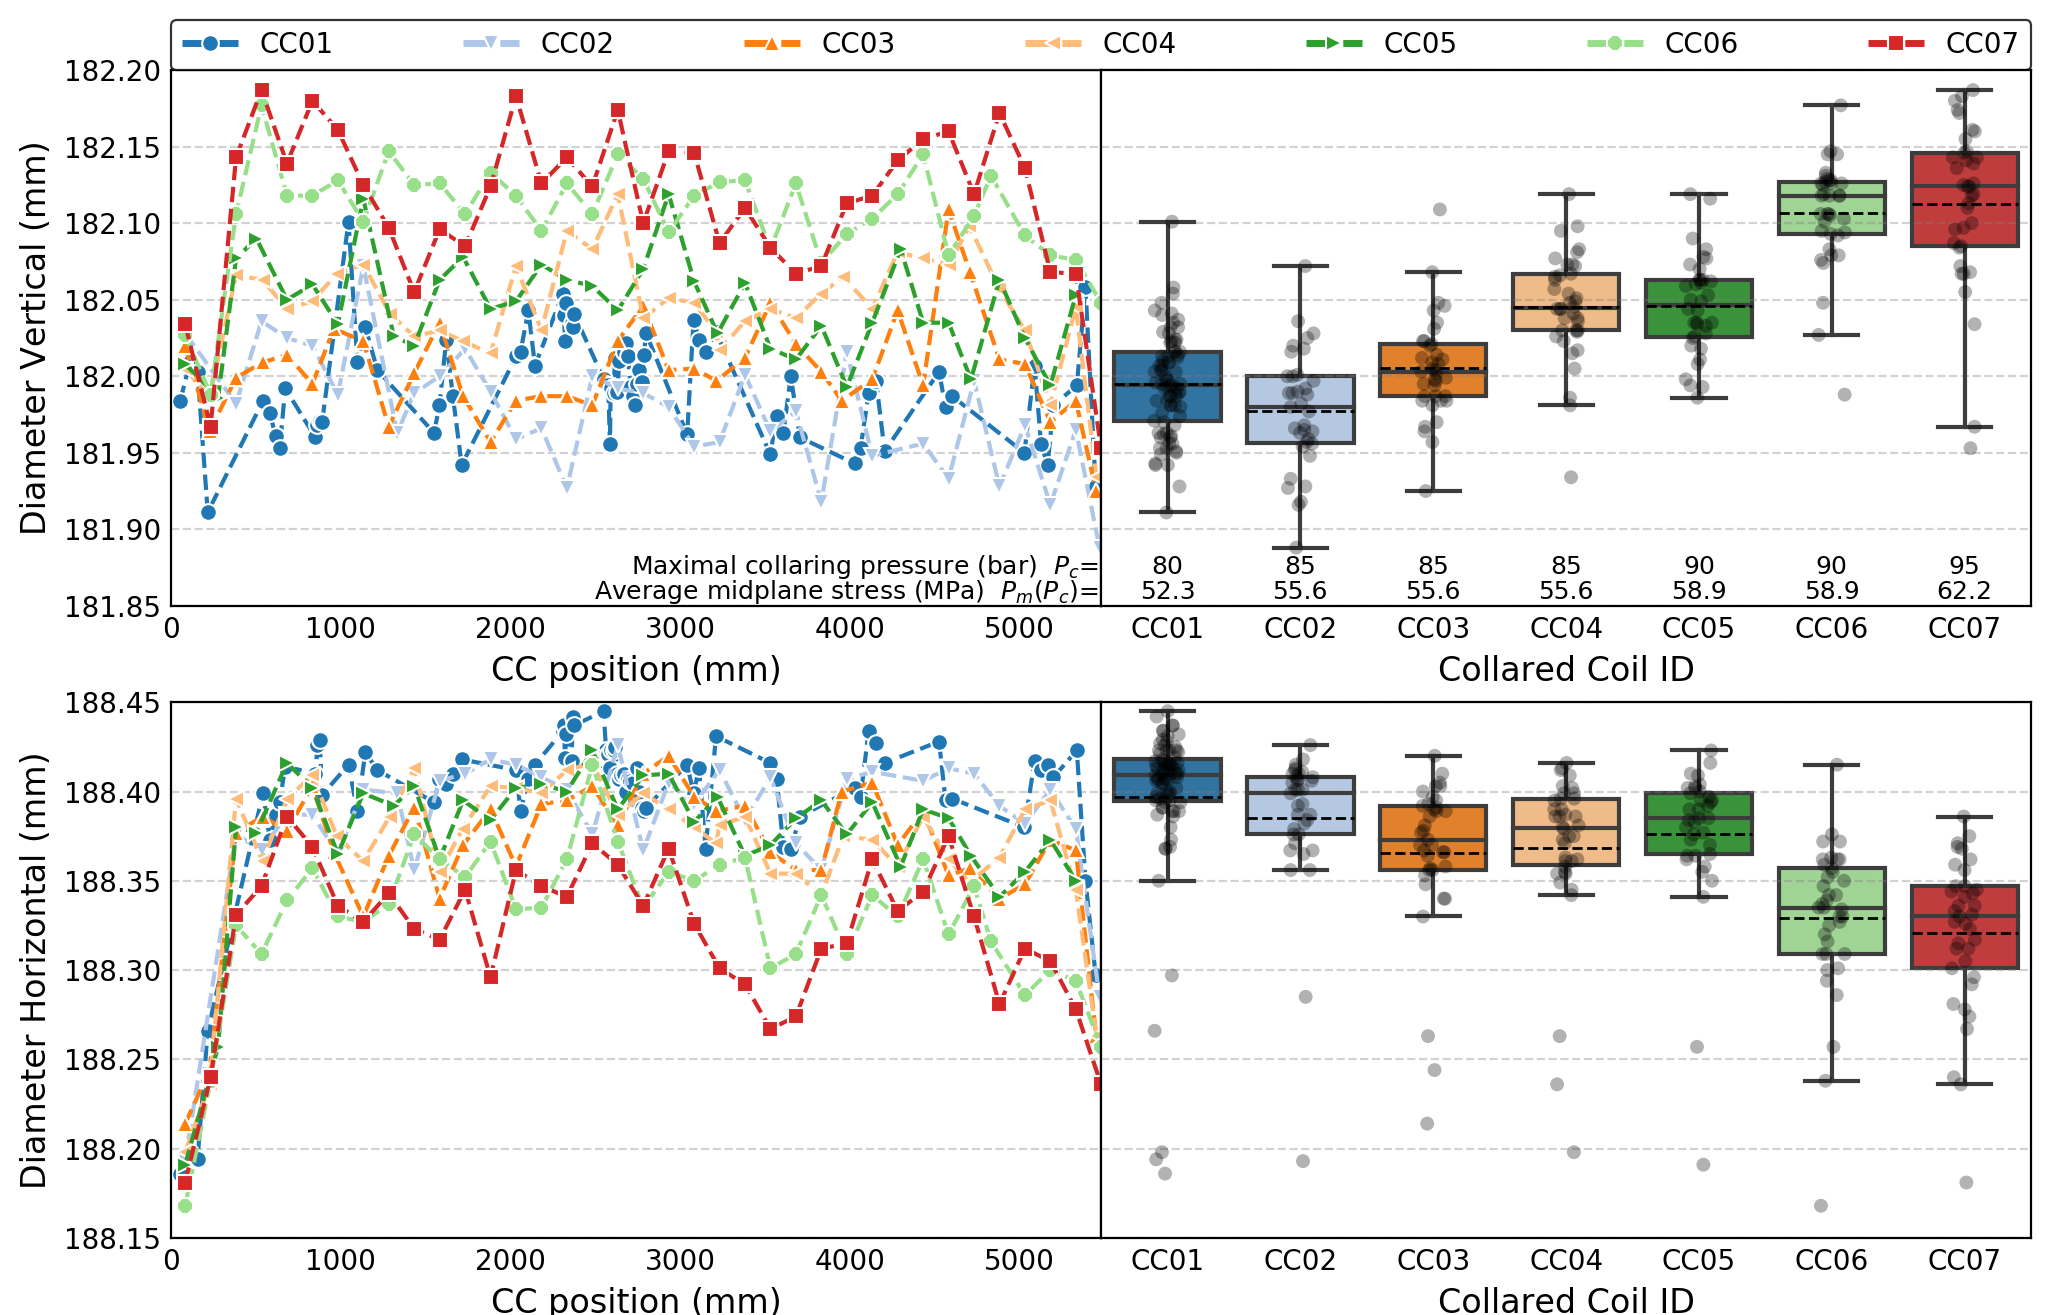 CC01 CC02 CC03 CC04 CC05 CC06 CC07
Diameter Vertical (mm)
182.20
182.15
182.10
182.05
182.00
181.95
181.90
181.85
Maximal collaring pressure (bar) Pc= 80 85 85 85 90 90 95
Average midplane stress (MPa) Pm(Pc)= 52.3 55.6 55.6 55.6 58.9 58.9 62.2
0 1000 2000 3000 4000 5000 CC01 CC02 CC03 CC04 CC05 CC06 CC07
CC position (mm) Collared Coil ID
Diameter Horizontal (mm)
188.45
188.40
188.35
188.30
188.25
188.20
188.15
0 1000 2000 3000 4000 5000 CC01 CC02 CC03 CC04 CC05 CC06 CC07
CC position (mm) Collared Coil ID